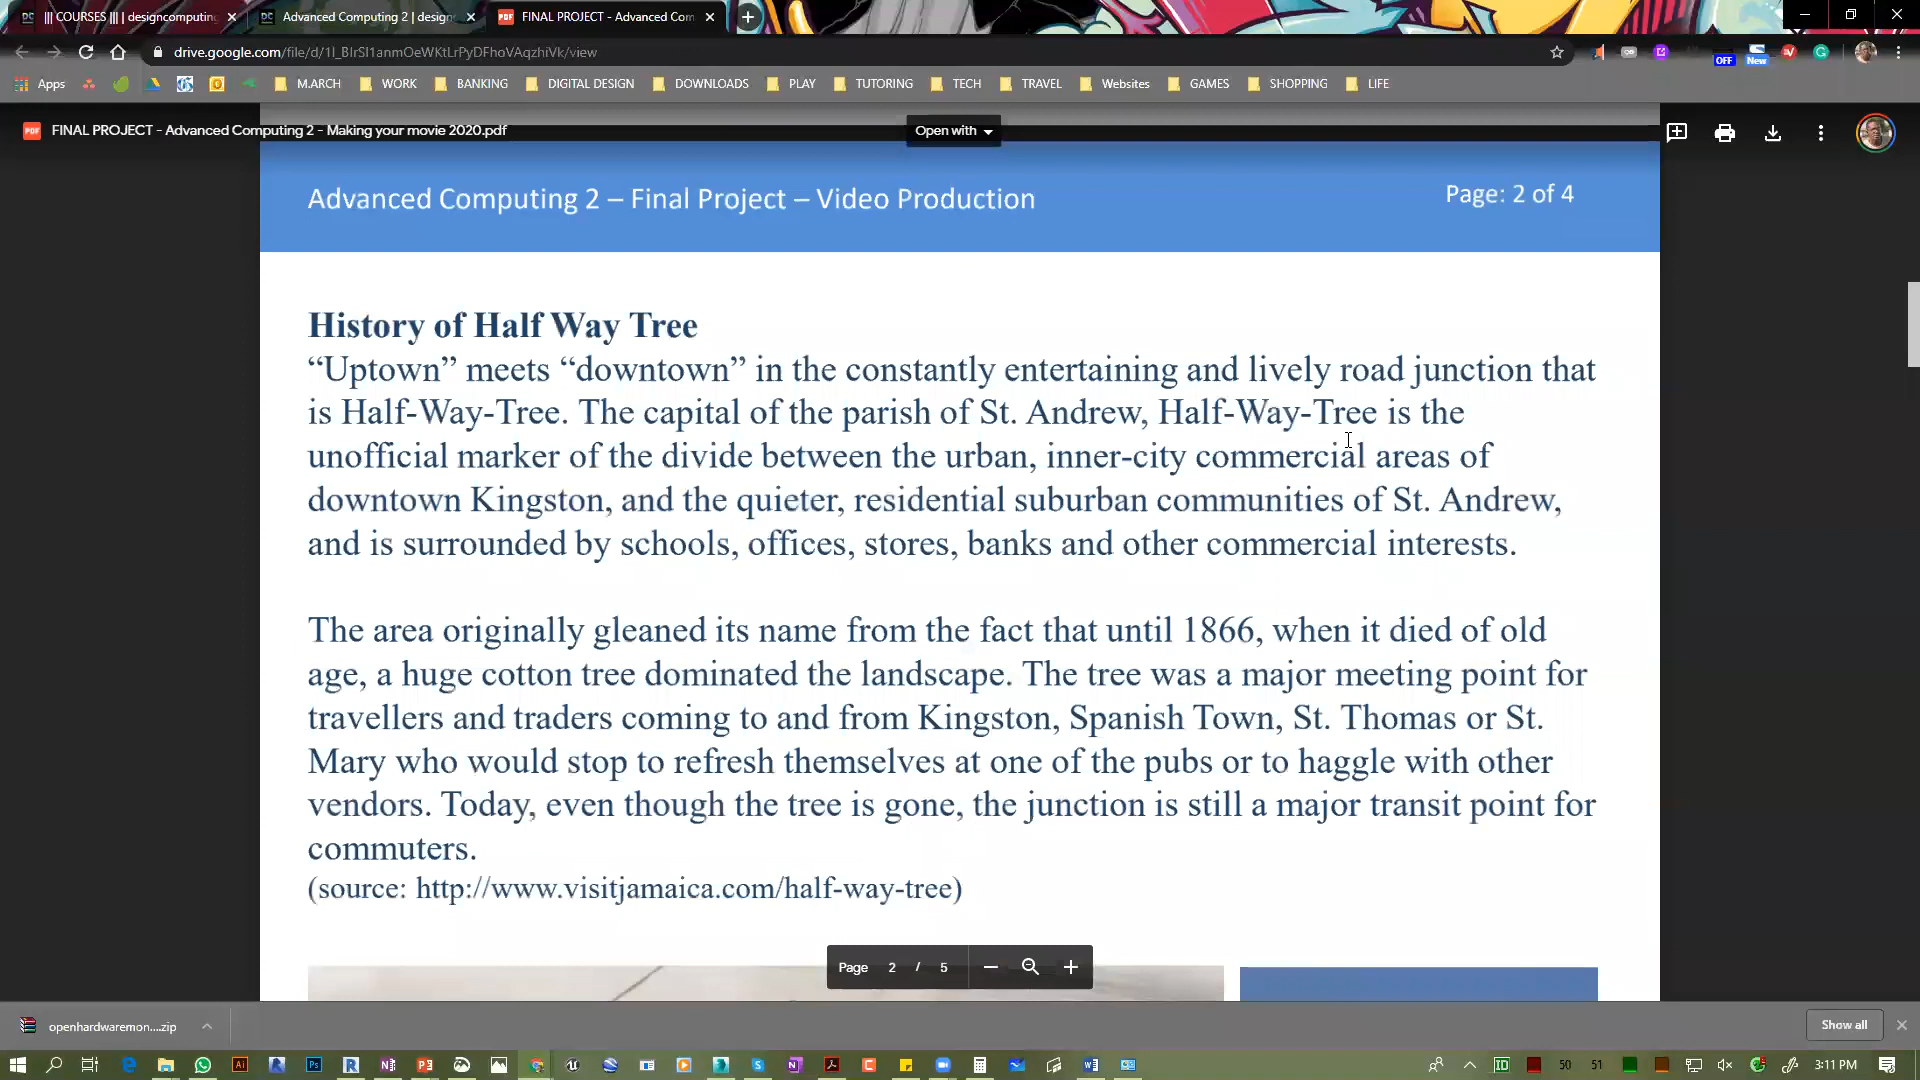 ||| COURSES ||| | designcomputing
Advanced Computing 2 | design
FINAL PROJECT - Advanced Com
drive.google.com/file/d/1l_BIrSl1anmOeWKtLrPyDFhoVAqzhiVk/view
OFF
New
Apps
M.ARCH
WORK
BANKING
DIGITAL DESIGN
DOWNLOADS
PLAY
TUTORING
TECH
TRAVEL
Websites
GAMES
SHOPPING
LIFE
PDF
FINAL PROJECT - Advanced Computing 2 - Making your movie 2020.pdf
Open with
Advanced Computing 2 – Final Project – Video Production
Page: 2 of 4
History of Half Way Tree
“Uptown” meets “downtown” in the constantly entertaining and lively road junction that
is Half-Way-Tree. The capital of the parish of St. Andrew, Half-Way-Tree is the
unofficial marker of the divide between the urban, inner-city commercial areas of
downtown Kingston, and the quieter, residential suburban communities of St. Andrew,
and is surrounded by schools, offices, stores, banks and other commercial interests.
The area originally gleaned its name from the fact that until 1866, when it died of old
age, a huge cotton tree dominated the landscape. The tree was a major meeting point for
travellers and traders coming to and from Kingston, Spanish Town, St. Thomas or St.
Mary who would stop to refresh themselves at one of the pubs or to haggle with other
vendors. Today, even though the tree is gone, the junction is still a major transit point for
commuters.
(source: http://www.visitjamaica.com/half-way-tree)
Page 2 / 5
openhardwaremon....zip
Show all
50
51
3:11 PM